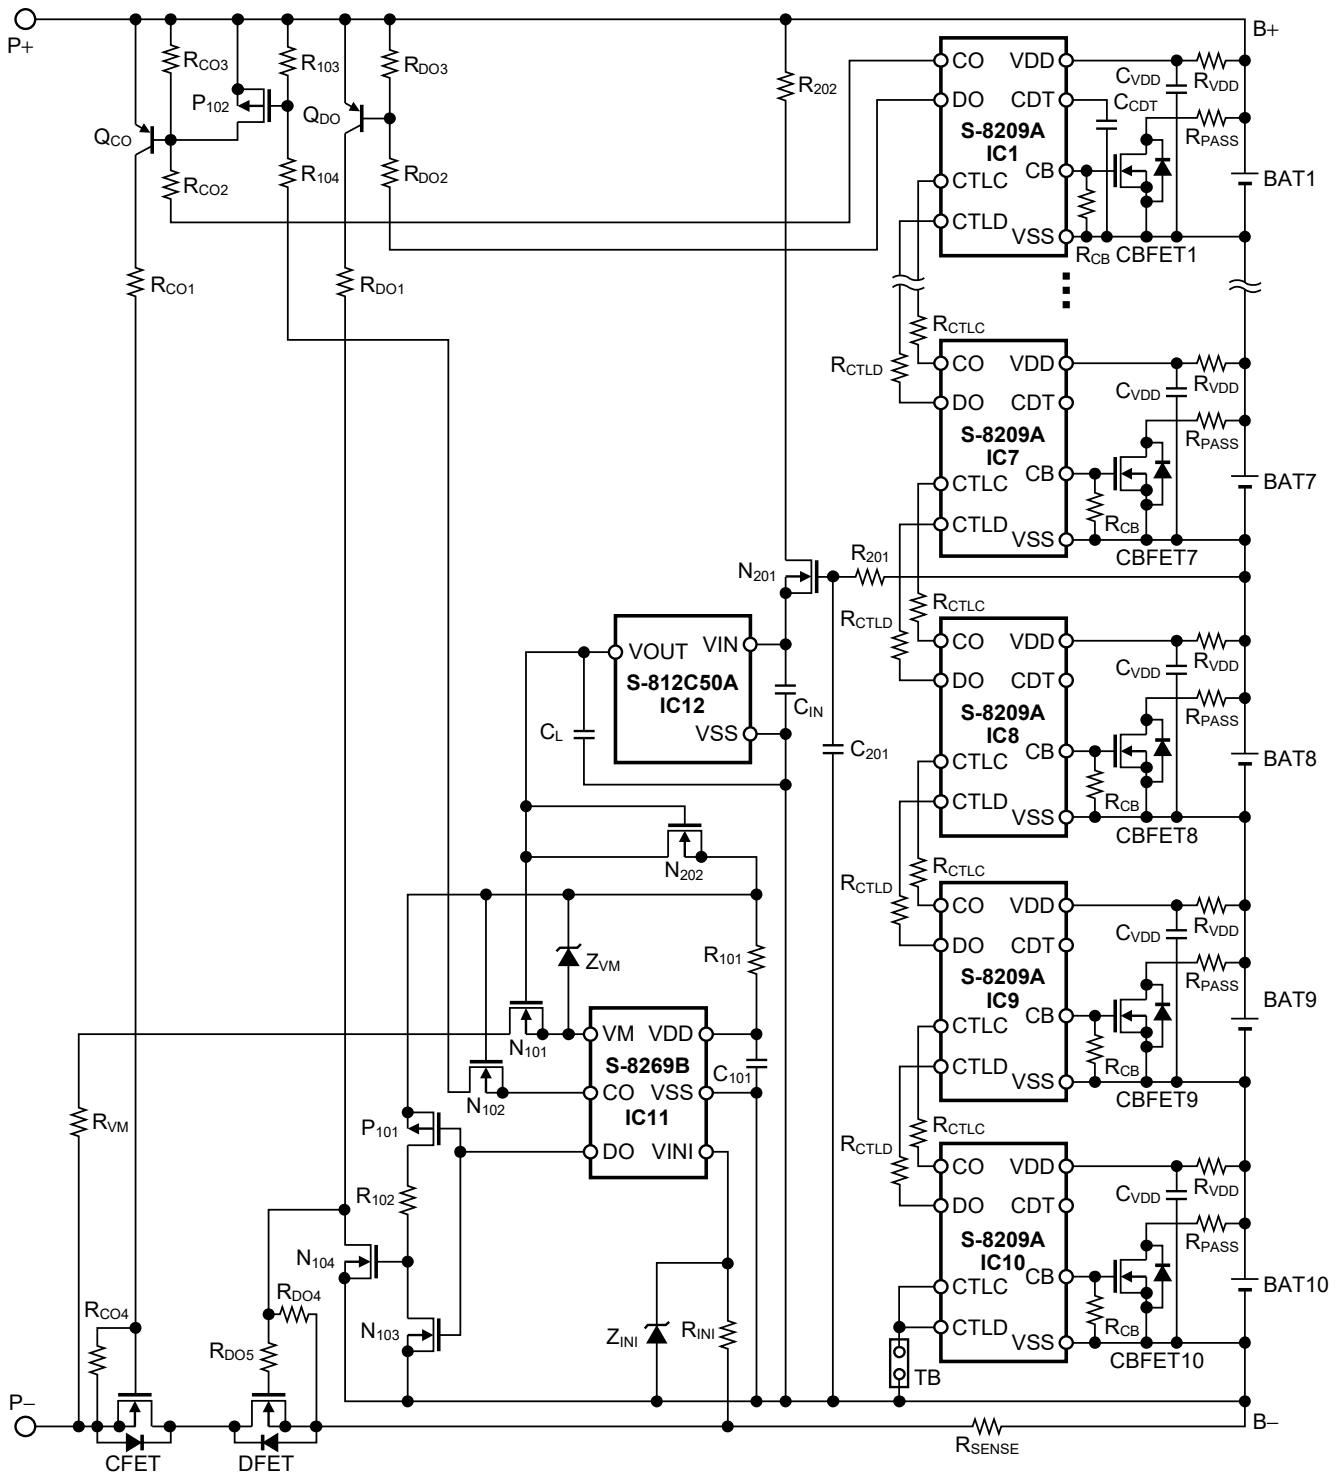 P+
B+
RCO3
P102
R103
QCO
QDO
RDO3
RCO2
R104
RDO2
RCO1
RDO1
R202
CO VDD
DO CDT
S-8209A
IC1
CB
CTLC
CTLD
VSS
CVDD
RVDD
CCDT
RPASS
BAT1
RCB
CBFET1
RCTLC
RCTLD
CO VDD
DO CDT
S-8209A
IC7
CB
CTLC
CTLD
VSS
CVDD
RVDD
RPASS
BAT7
RCB
CBFET7
N201
R201
RCTLC
RCTLD
VOUT VIN
S-812C50A
IC12
VSS
CL
CIN
C201
CO VDD
DO CDT
S-8209A
IC8
CB
CTLC
CTLD
VSS
CVDD
RVDD
RPASS
BAT8
RCB
CBFET8
N202
RCTLC
RCTLD
ZVM
R101
CO VDD
DO CDT
S-8209A
IC9
CB
CTLC
CTLD
VSS
CVDD
RVDD
RPASS
BAT9
RCB
CBFET9
N101
N102
VM VDD
S-8269B
CO VSS
IC11
DO VINI
C101
RVM
P101
R102
N104
RCTLC
RCTLD
CO VDD
DO CDT
S-8209A
IC10
CB
CTLC
CTLD
VSS
CVDD
RVDD
RPASS
BAT10
RCB
CBFET10
RCO4
RDO4
RDO5
N103
ZINI
RINI
TB
P−
B−
CFET
DFET
RSENSE